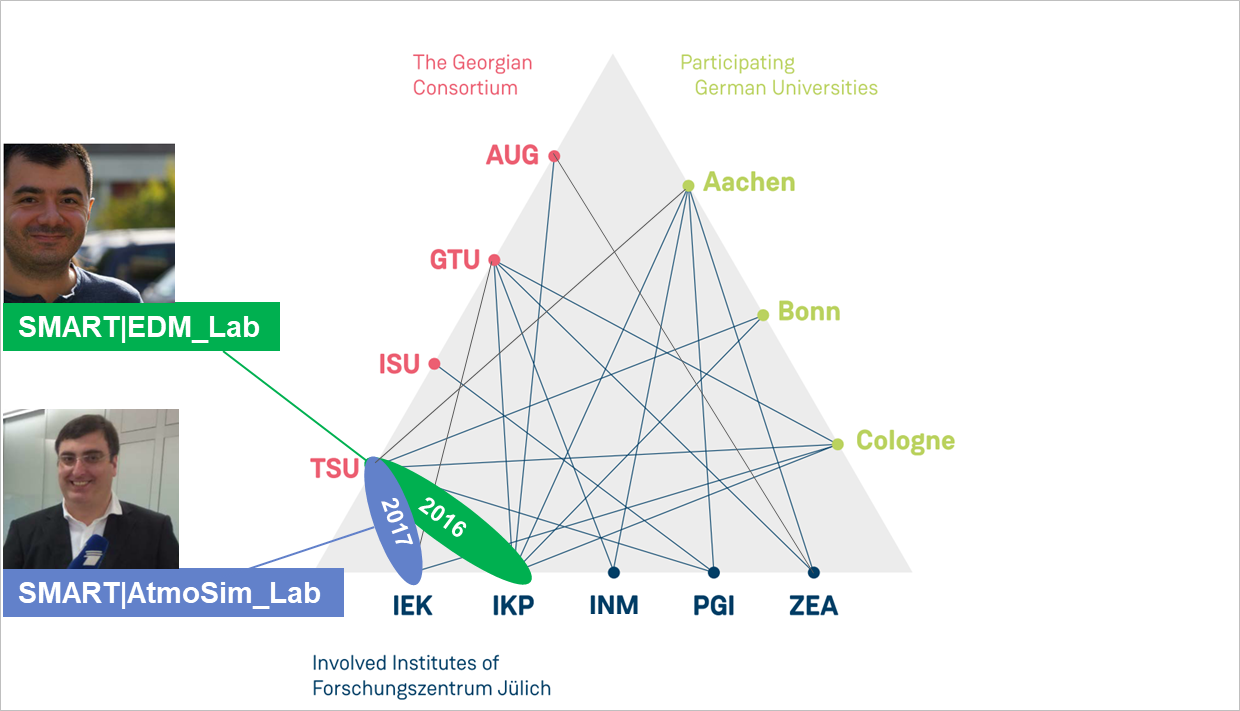 The Georgian
Consortium
Participating
German Universities
AUG
Aachen
GTU
Bonn
SMART|EDM_Lab
ISU
Cologne
TSU
2017
2016
SMART|AtmoSim_Lab
IEK
IKP
INM
PGI
ZEA
Involved Institutes of
Forschungszentrum Jülich